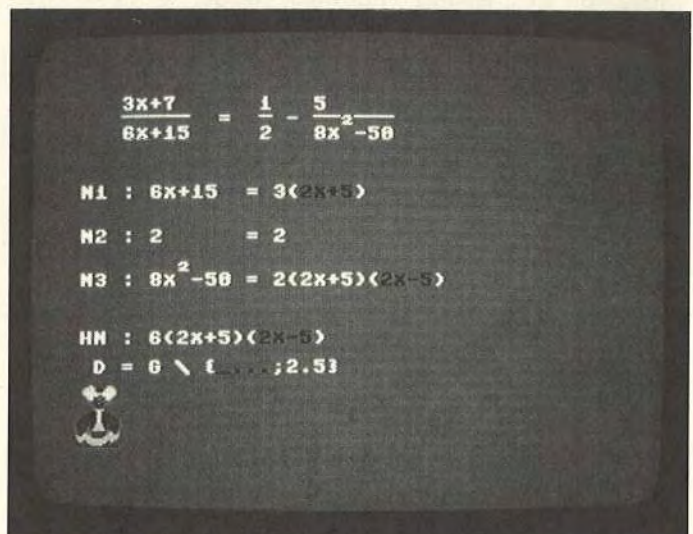 3x+7 / 6x+15 = 1/2 - 5 / 8x²-50
N1 : 6x+15 = 3(2x+5)
N2 : 2 = 2
N3 : 8x²-50 = 2(2x+5)(2x-5)
HN : 6(2x+5)(2x-5)
D = G \ {_...;2.5}